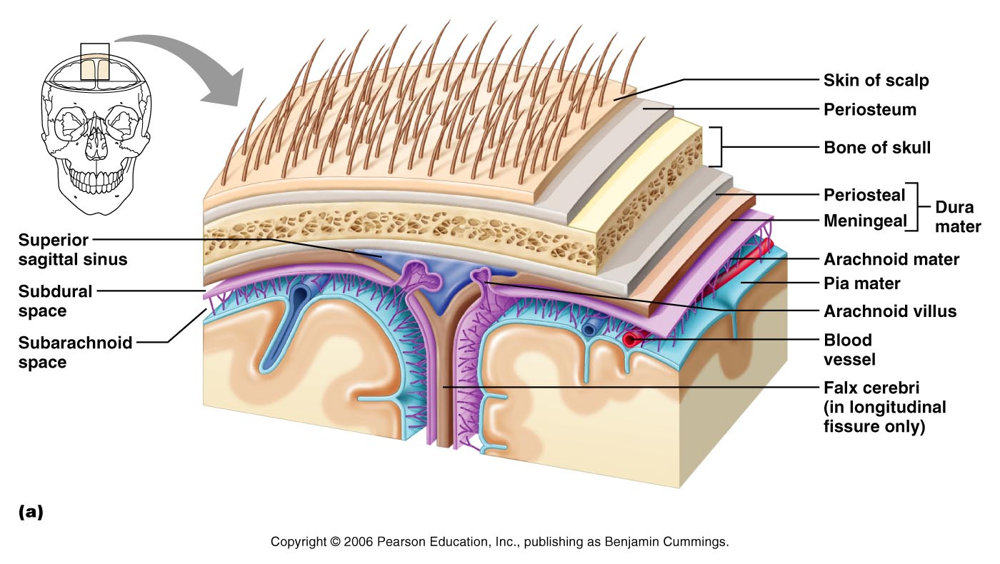 Skin of scalp
Periosteum
Bone of skull
Periosteal
Meningeal
Dura
mater
Superior
sagittal sinus
Subdural
space
Subarachnoid
space
Arachnoid mater
Pia mater
Arachnoid villus
Blood
vessel
Falx cerebri
(in longitudinal
fissure only)
(a)
Copyright © 2006 Pearson Education, Inc., publishing as Benjamin Cummings.